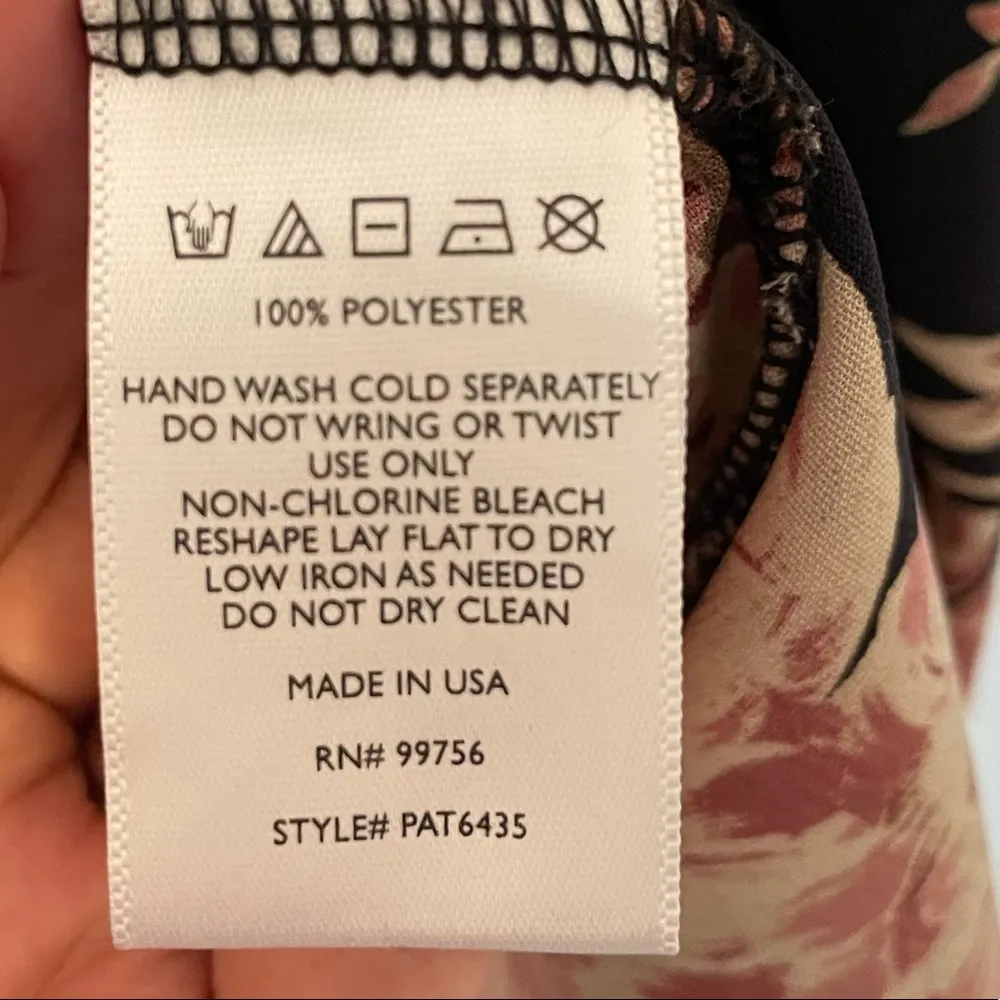 100% POLYESTER
HAND WASH COLD SEPARATELY
DO NOT WRING OR TWIST
USE ONLY
NON-CHLORINE BLEACH
RESHAPE LAY FLAT TO DRY
LOW IRON AS NEEDED
DO NOT DRY CLEAN
MADE IN USA
RN# 99756
STYLE# PAT6435